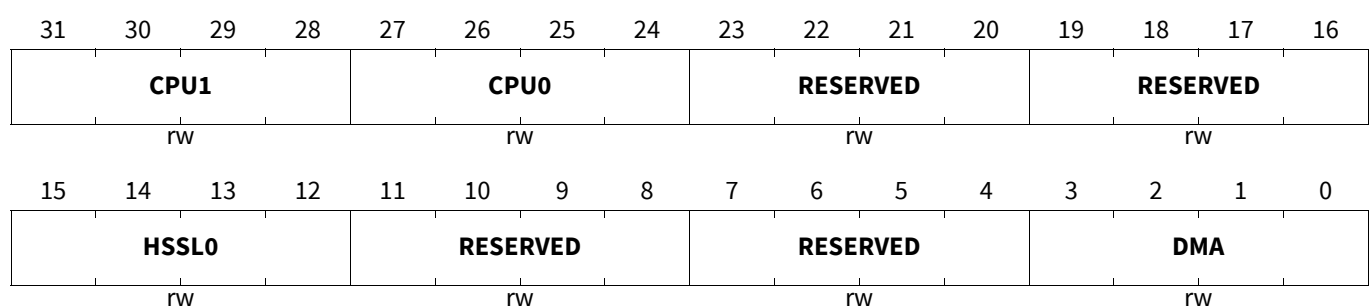 31 30 29 28 27 26 25 24 23 22 21 20 19 18 17 16
CPU1 CPU0 RESERVED RESERVED
rw rw rw rw
15 14 13 12 11 10 9 8 7 6 5 4 3 2 1 0
HSSL0 RESERVED RESERVED DMA
rw rw rw rw